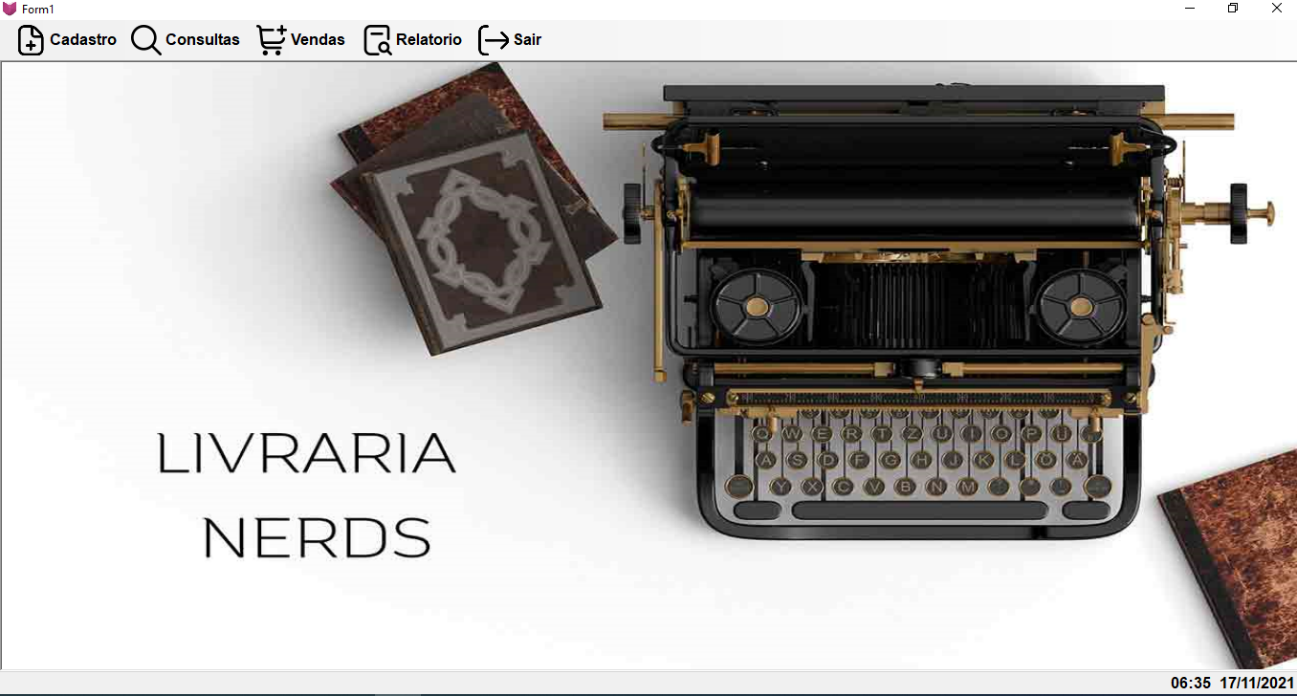 Form1
Cadastro Consultas Vendas Relatorio Sair
Q W E R T Z U I O P Ü
A S D F G H J K L Ö Ä
Y X C V B N M
LIVRARIA
NERDS
06:35 17/11/2021